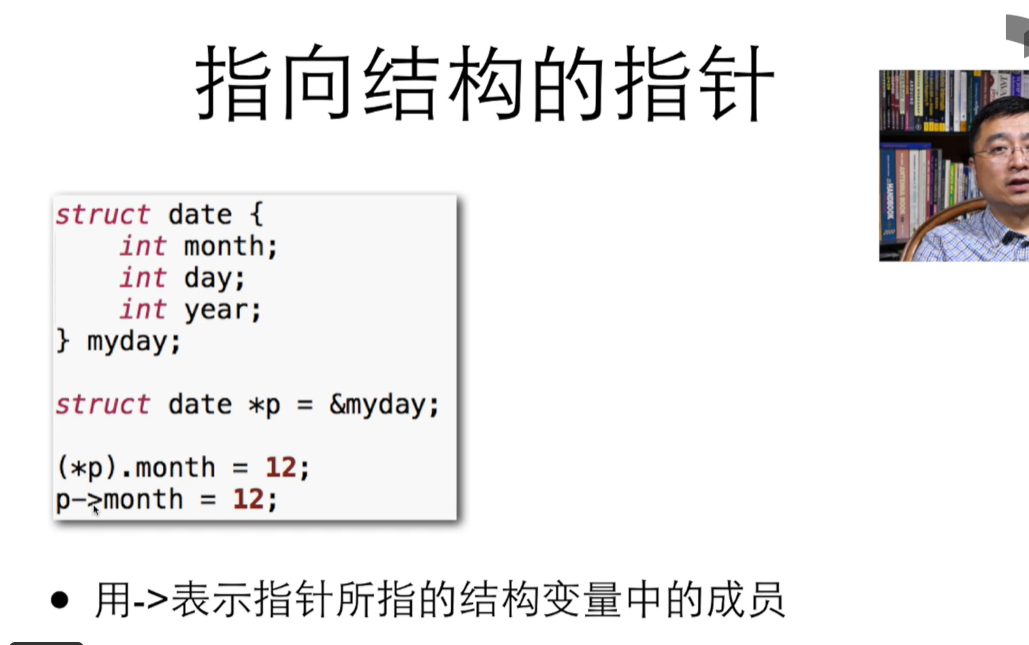 指向结构的指针
struct date {
int month;
int day;
int year;
} myday;
struct date *p = &myday;
(*p).month = 12;
p->month = 12;
● 用->表示指针所指的结构变量中的成员